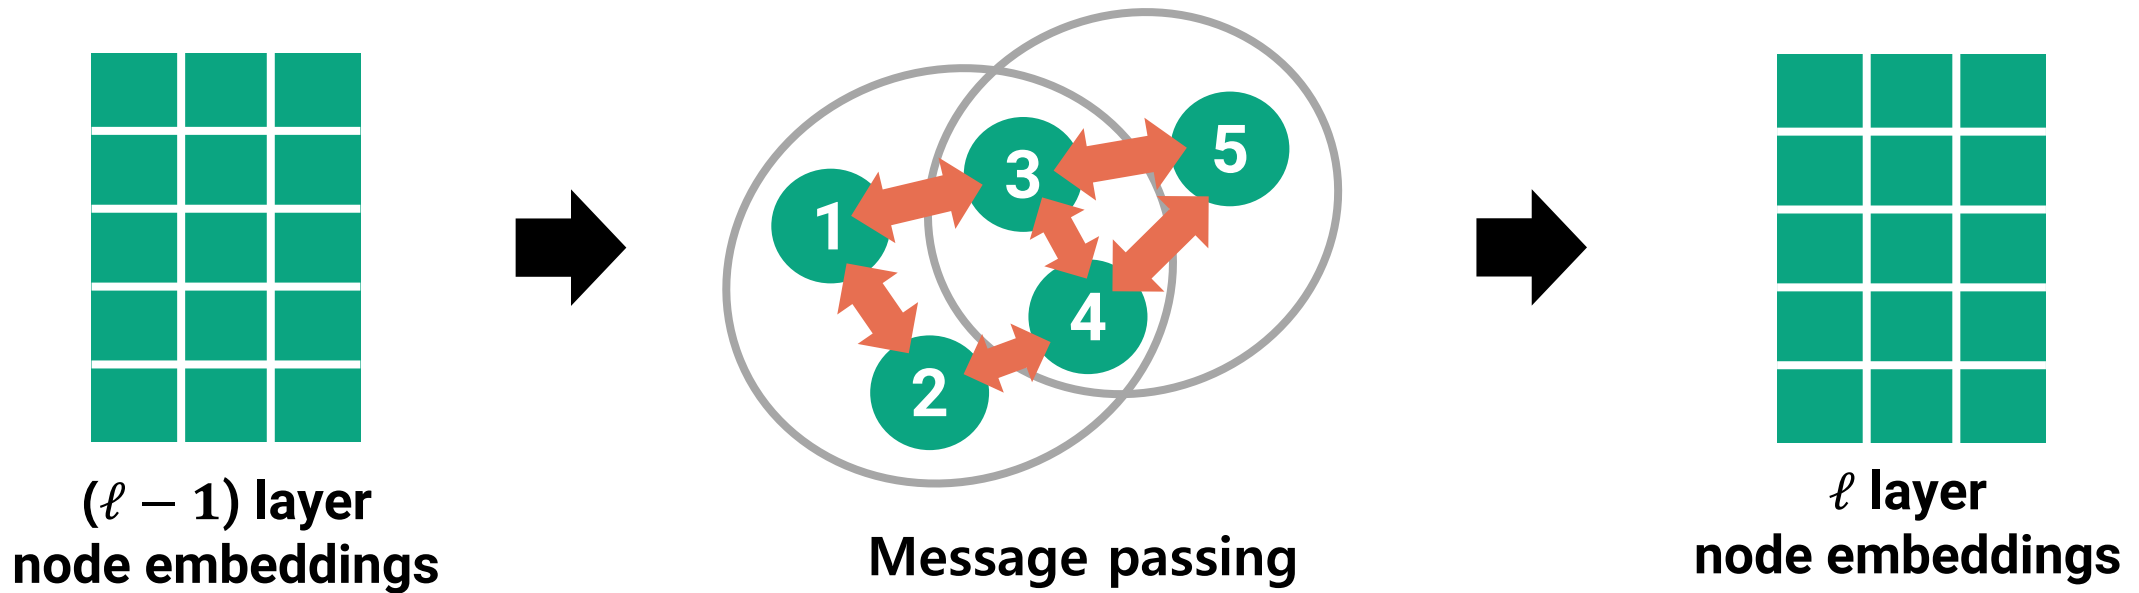 (ℓ − 1) layer
node embeddings
1
2
3
4
5
Message passing
ℓ layer
node embeddings